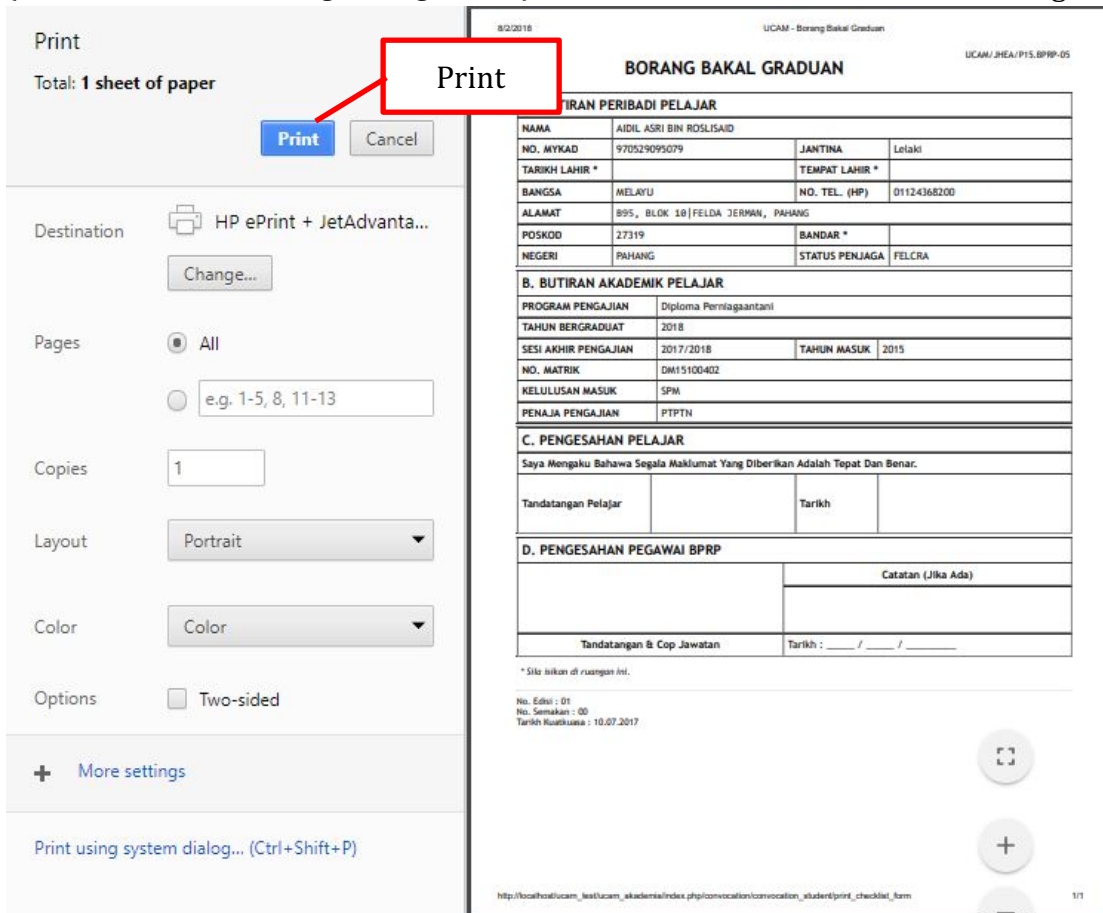 Print
Total: 1 sheet of paper
Print Cancel
Print
Destination HP ePrint + JetAdvanta...
Change...
Pages All
e.g. 1-5, 8, 11-13
Copies 1
Layout Portrait
Color Color
Options Two-sided
+ More settings
Print using system dialog... (Ctrl+Shift+P)
8/2/2018 UCAM - Borang Bakal Graduan
UCAM/JHEA/P15.BPRP-05
BORANG BAKAL GRADUAN
TIRAN PERIBADI PELAJAR
NAMA AIDIL ASRI BIN ROSLISAID
NO. MYKAD 970529095079 JANTINA Lelaki
TARIKH LAHIR * TEMPAT LAHIR *
BANGSA MELAYU NO. TEL. (HP) 01124368200
ALAMAT B95, BLOK 10|FELDA JERMAN, PAHANG
POSKOD 27319 BANDAR *
NEGERI PAHANG STATUS PENJAGA FELCRA
B. BUTIRAN AKADEMIK PELAJAR
PROGRAM PENGAJIAN Diploma Perniagaantani
TAHUN BERGRADUAT 2018
SESI AKHIR PENGAJIAN 2017/2018 TAHUN MASUK 2015
NO. MATRIK DM15100402
KELULUSAN MASUK SPM
PENAJA PENGAJIAN PTPTN
C. PENGESAHAN PELAJAR
Saya Mengaku Bahawa Segala Maklumat Yang Diberikan Adalah Tepat Dan Benar.
Tandatangan Pelajar Tarikh
D. PENGESAHAN PEGAWAI BPRP
Catatan (Jika Ada)
Tandatangan & Cop Jawatan Tarikh : ____ / ____ / ______
* Sila isikan di ruangan ini.
No. Edisi : 01
No. Semakan : 00
Tarikh Kuatkuasa : 10.07.2017
http://localhost/ucam_test/ucam_akademia/index.php/convocation/convocation_student/print_checklist_form 1/1